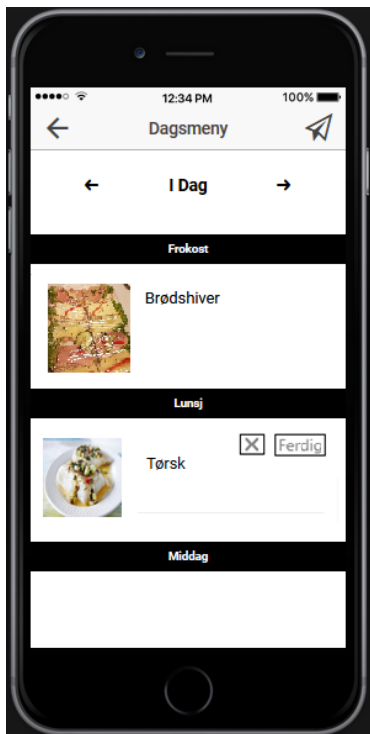 12:34 PM 100%
Dagsmeny
I Dag
Frokost
Brødshiver
Lunsj
Ferdig
Tørsk
Middag